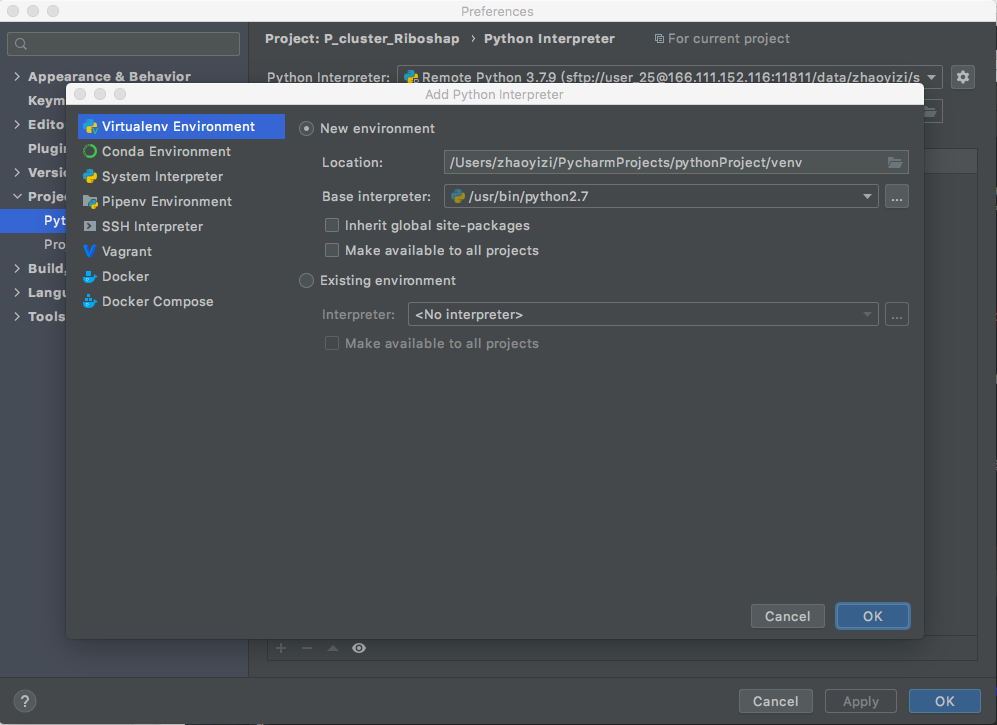 Preferences
Project: P_cluster_Riboshap › Python Interpreter For current project
Appearance & Behavior
Python Interpreter: Remote Python 3.7.9 (sftp://user_25@166.111.152.116:11811/data/zhaoyizi/s
Keym
Edito
Plugin
Versio
Projec
Pyt
Pro
Build,
Langu
Tools
Add Python Interpreter
Virtualenv Environment
Conda Environment
System Interpreter
Pipenv Environment
SSH Interpreter
Vagrant
Docker
Docker Compose
New environment
Location: /Users/zhaoyizi/PycharmProjects/pythonProject/venv
Base interpreter: /usr/bin/python2.7 ...
Inherit global site-packages
Make available to all projects
Existing environment
Interpreter: <No interpreter> ...
Make available to all projects
Cancel OK
? Cancel Apply OK